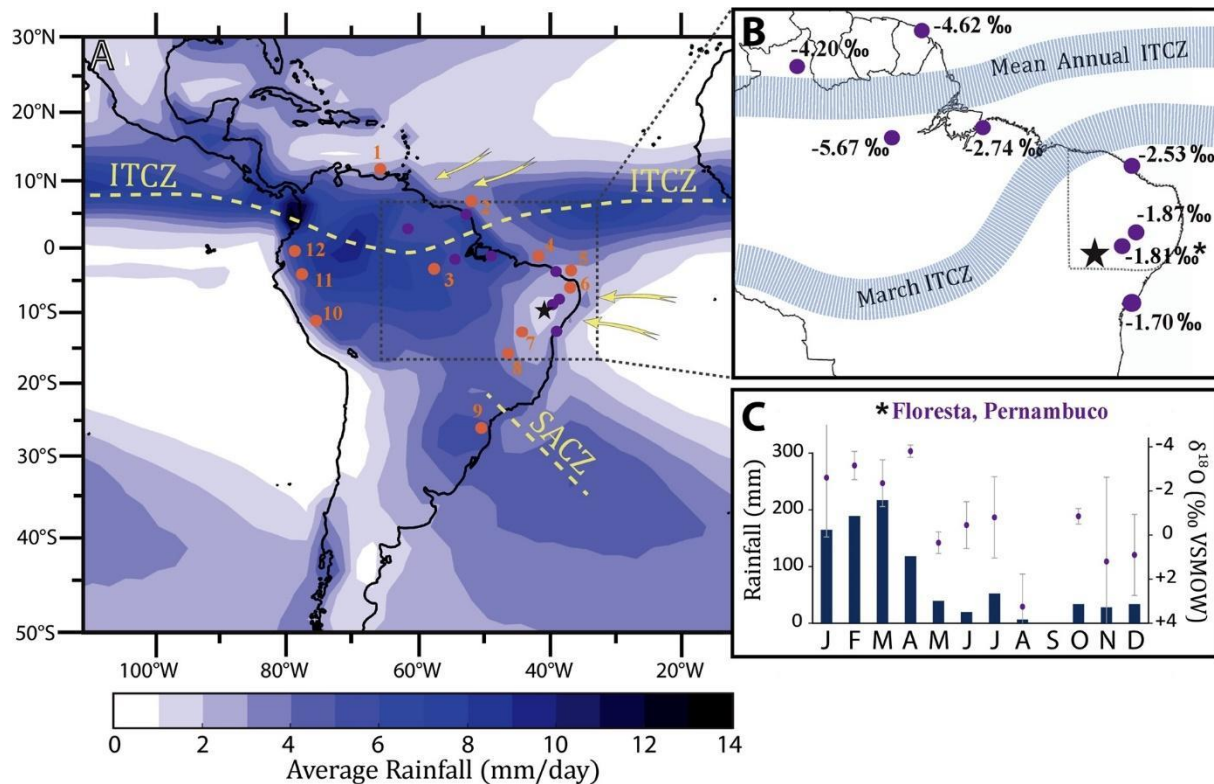 A
30°N
20°N
10°N
0
10°S
20°S
30°S
40°S
50°S
ITCZ
ITCZ
SACZ
1
2
3
4
5
6
7
8
9
10
11
12
100°W
80°W
60°W
40°W
20°W
0 2 4 6 8 10 12 14
Average Rainfall (mm/day)
B
-4.62 ‰
-4.20 ‰
Mean Annual ITCZ
-5.67 ‰
-2.74 ‰
-2.53 ‰
-1.87 ‰
-1.81‰*
March ITCZ
-1.70 ‰
C
* Floresta, Pernambuco
Rainfall (mm)
300
200
100
0
−4
−2
0
+2
+4
δ18O (‰ VSMOW)
J F M A M J J A S O N D